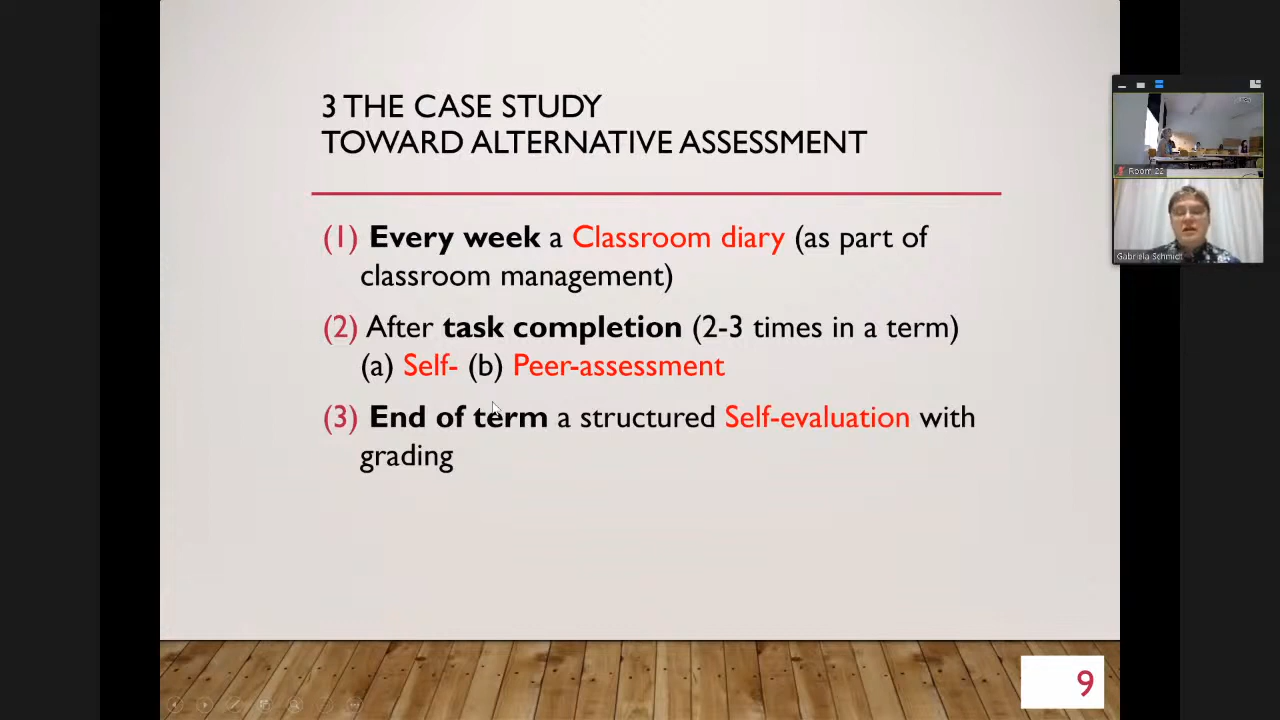 3 THE CASE STUDY
TOWARD ALTERNATIVE ASSESSMENT
(1) Every week a Classroom diary (as part of
classroom management)
(2) After task completion (2-3 times in a term)
(a) Self- (b) Peer-assessment
(3) End of term a structured Self-evaluation with
grading
9
Room 22
Gabriela Schmidt